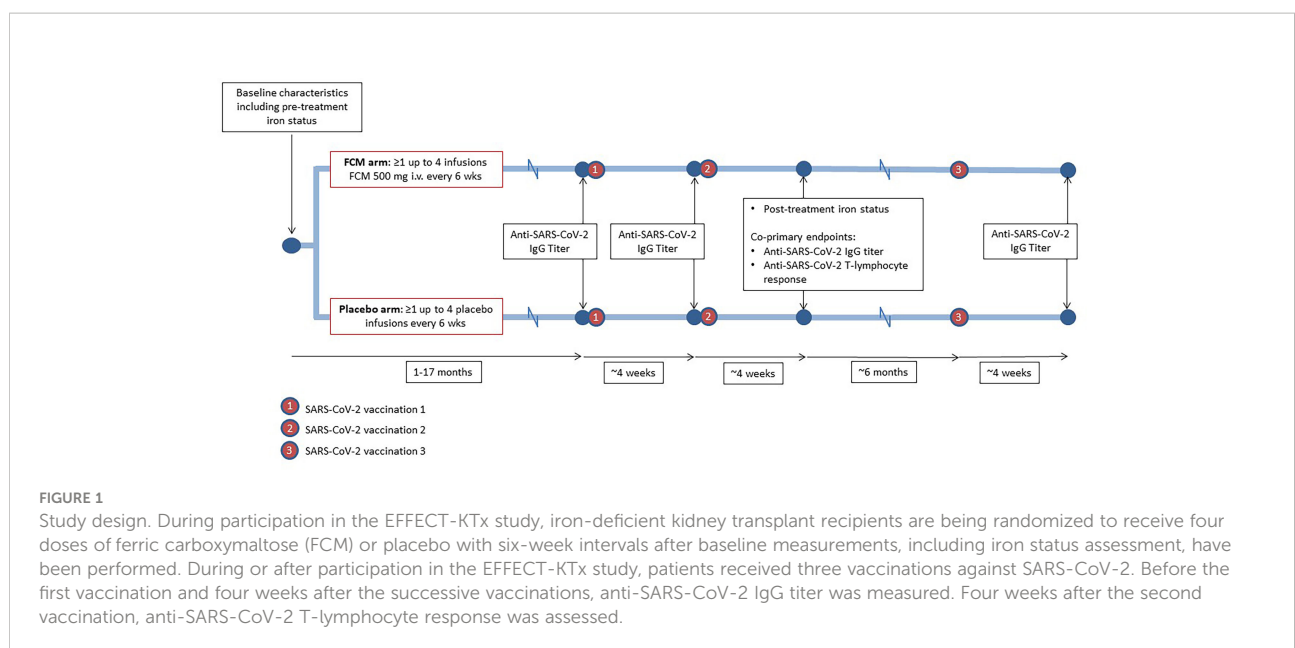 Baseline characteristics
including pre-treatment
iron status
FCM arm: ≥1 up to 4 infusions
FCM 500 mg i.v. every 6 wks
1
2
3
Anti-SARS-CoV-2
IgG Titer
Anti-SARS-CoV-2
IgG Titer
• Post-treatment iron status
Co-primary endpoints:
• Anti-SARS-CoV-2 IgG titer
• Anti-SARS-CoV-2 T-lymphocyte
response
Anti-SARS-CoV-2
IgG Titer
Placebo arm: ≥1 up to 4 placebo
infusions every 6 wks
1
2
3
1-17 months
~4 weeks
~4 weeks
~6 months
~4 weeks
1 SARS-CoV-2 vaccination 1
2 SARS-CoV-2 vaccination 2
3 SARS-CoV-2 vaccination 3
FIGURE 1
Study design. During participation in the EFFECT-KTx study, iron-deficient kidney transplant recipients are being randomized to receive four
doses of ferric carboxymaltose (FCM) or placebo with six-week intervals after baseline measurements, including iron status assessment, have
been performed. During or after participation in the EFFECT-KTx study, patients received three vaccinations against SARS-CoV-2. Before the
first vaccination and four weeks after the successive vaccinations, anti-SARS-CoV-2 IgG titer was measured. Four weeks after the second
vaccination, anti-SARS-CoV-2 T-lymphocyte response was assessed.